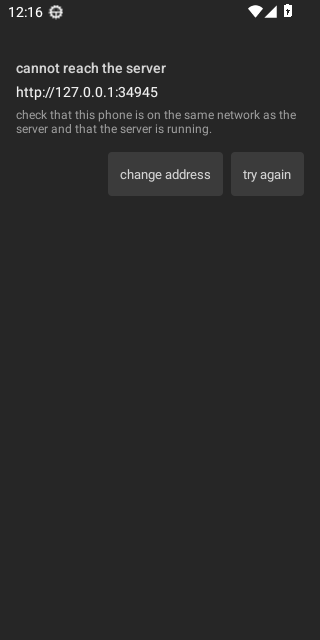 12:16
cannot reach the server
http://127.0.0.1:34945
check that this phone is on the same network as the
server and that the server is running.
change address
try again